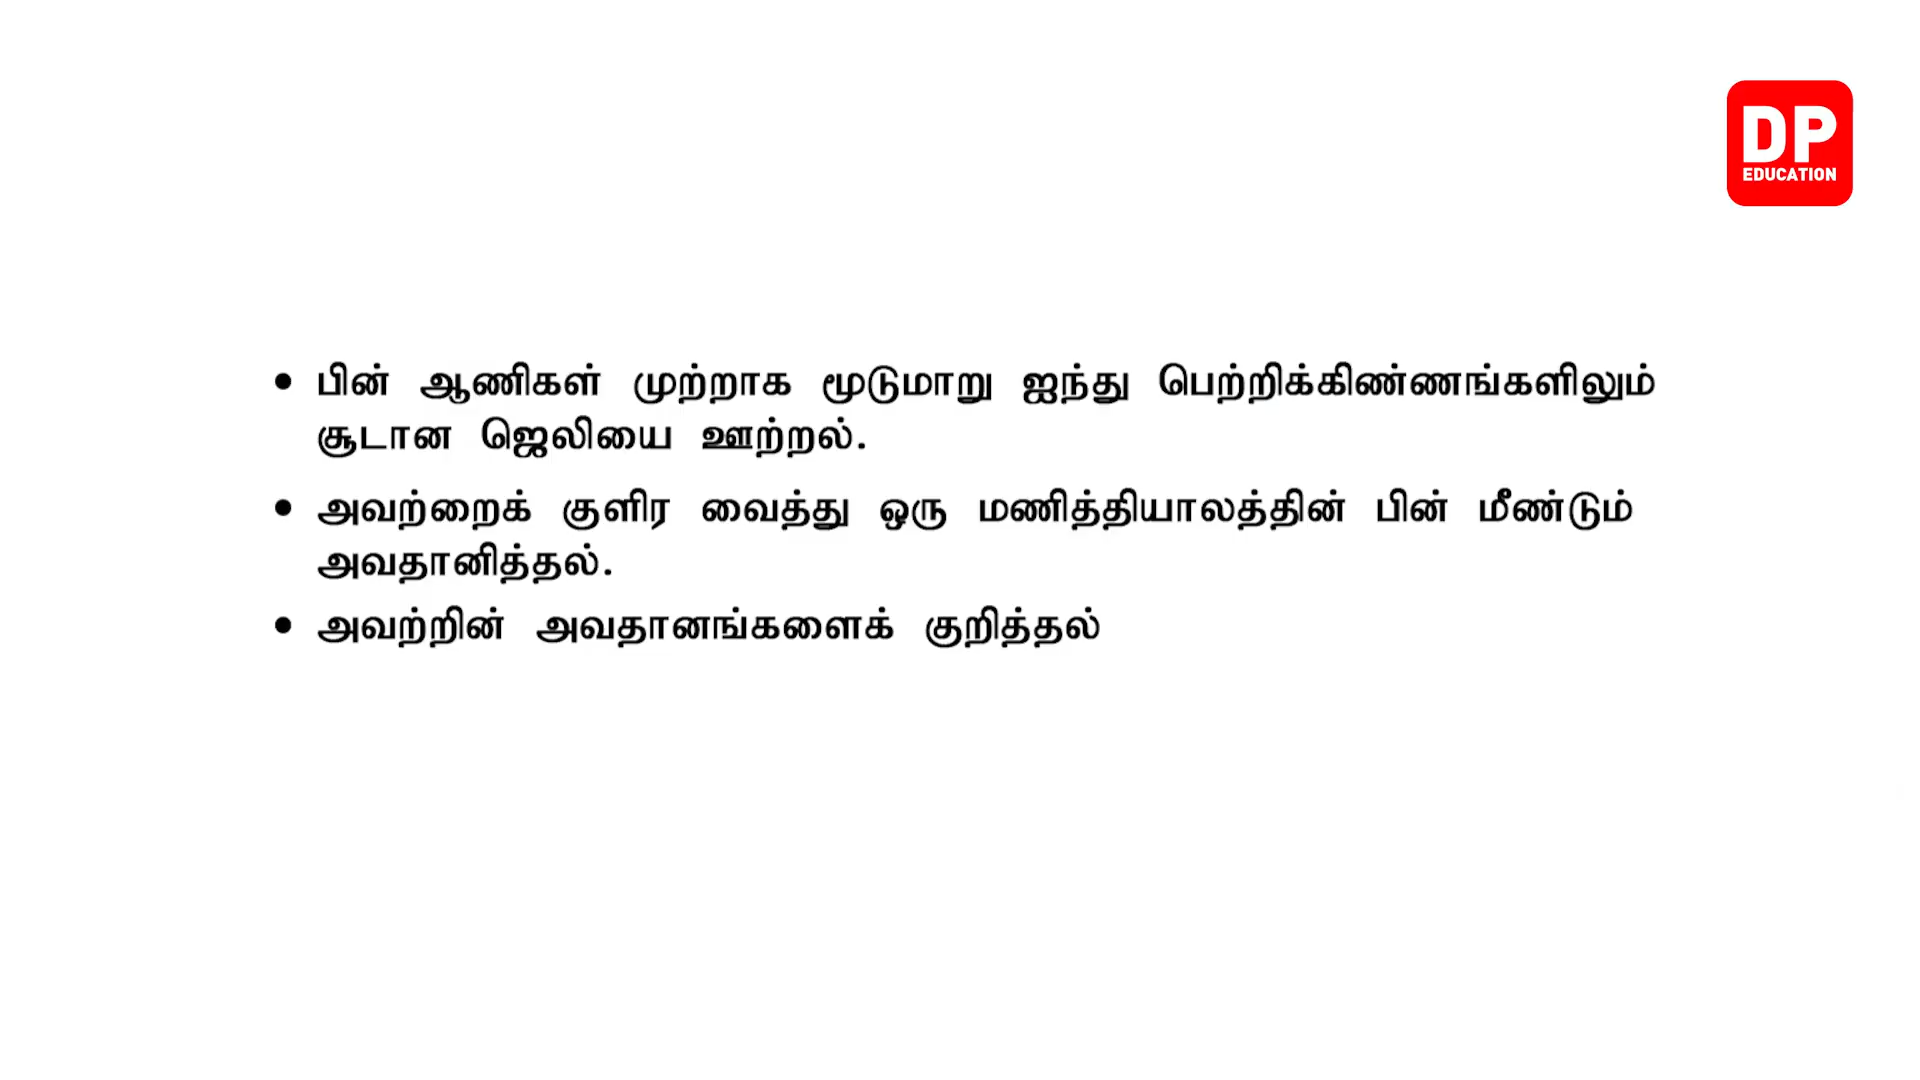 DP
EDUCATION
• பின் ஆணிகள் முற்றாக மூடுமாறு ஐந்து பெற்றிக்கிண்ணங்களிலும்
சூடான ஜெலியை ஊற்றல்.
• அவற்றைக் குளிர வைத்து ஒரு மணித்தியாலத்தின் பின் மீண்டும்
அவதானித்தல்.
• அவற்றின் அவதானங்களைக் குறித்தல்